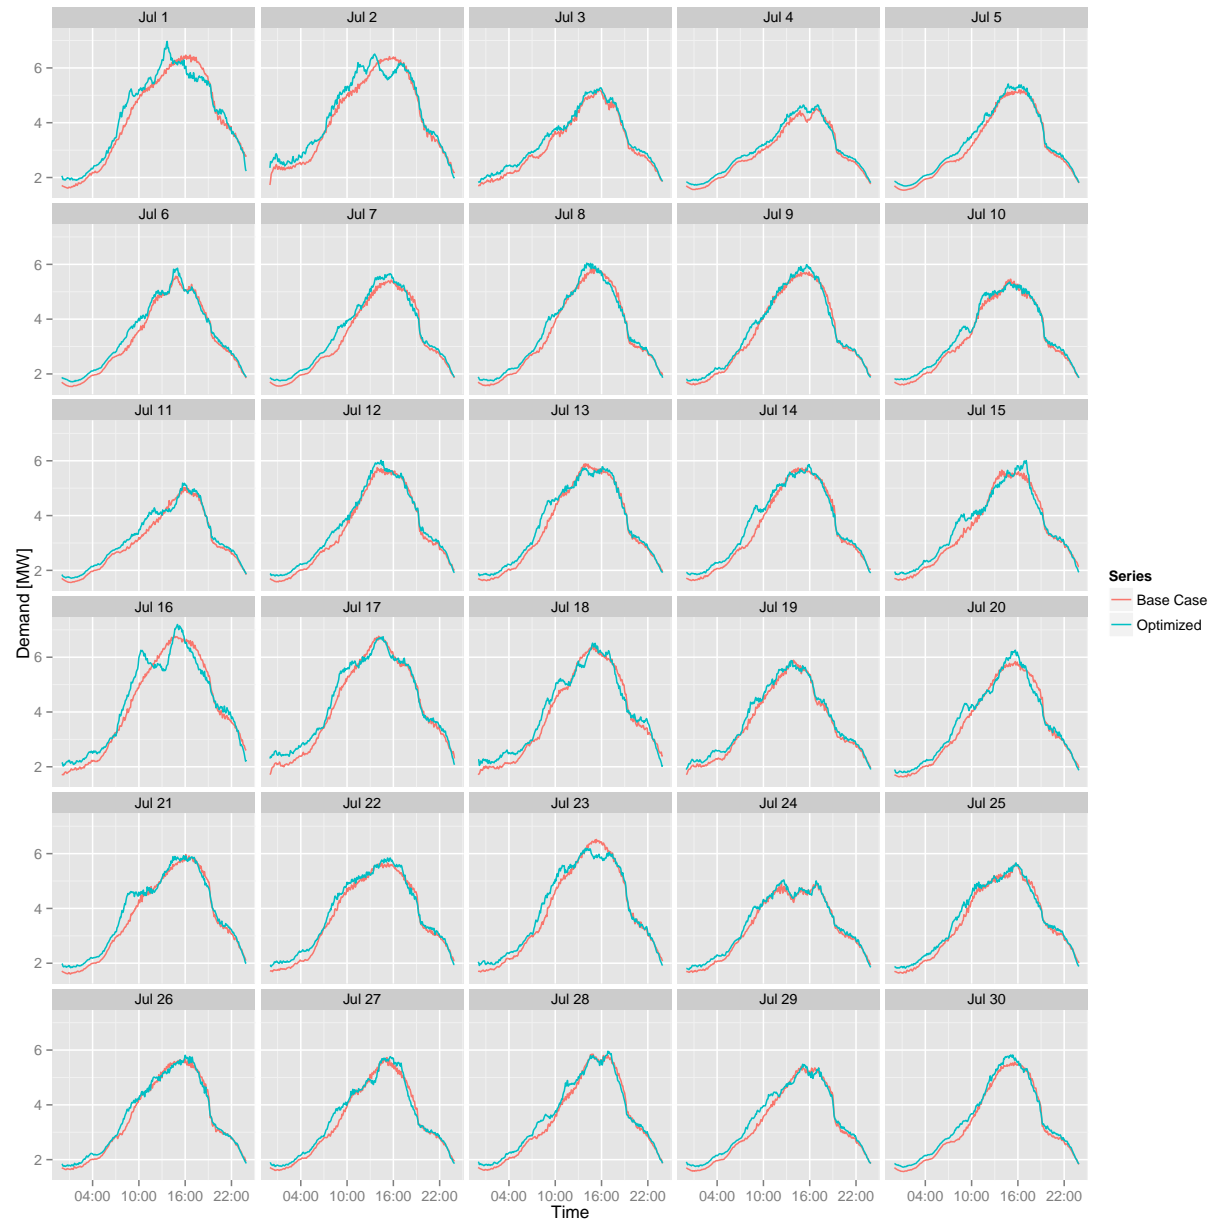 Jul 1 Jul 2 Jul 3 Jul 4 Jul 5
6
4
2
Jul 6 Jul 7 Jul 8 Jul 9 Jul 10
6
4
2
Jul 11 Jul 12 Jul 13 Jul 14 Jul 15
6
4
2
Demand [MW]
Series
Base Case
Optimized
Jul 16 Jul 17 Jul 18 Jul 19 Jul 20
6
4
2
Jul 21 Jul 22 Jul 23 Jul 24 Jul 25
6
4
2
Jul 26 Jul 27 Jul 28 Jul 29 Jul 30
6
4
2
04:00 10:00 16:00 22:00 04:00 10:00 16:00 22:00 04:00 10:00 16:00 22:00 04:00 10:00 16:00 22:00 04:00 10:00 16:00 22:00
Time